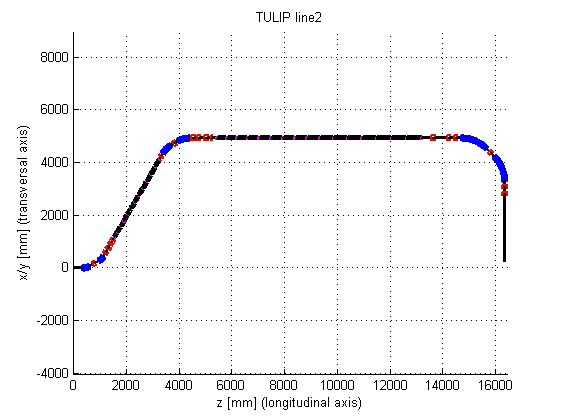 TULIP line2
8000
6000
4000
2000
0
-2000
-4000
x/y [mm] (transversal axis)
0 2000 4000 6000 8000 10000 12000 14000 16000
z [mm] (longitudinal axis)